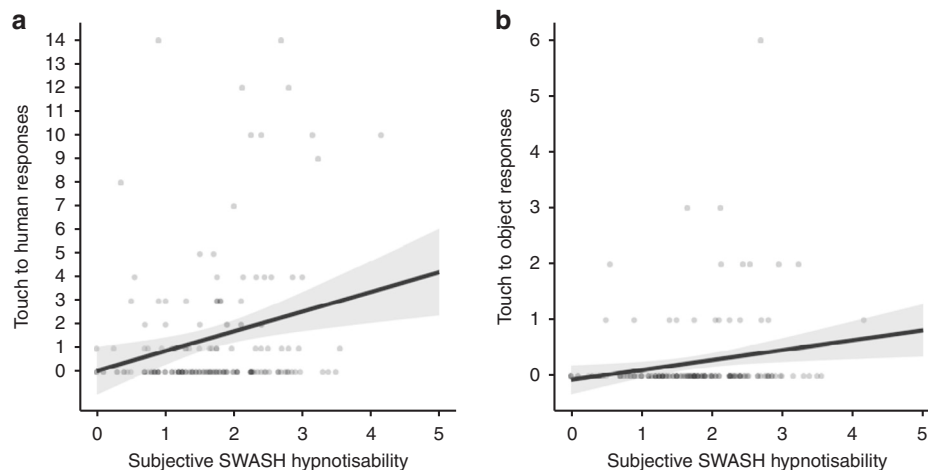 a
Touch to human responses
14
13
12
11
10
9
8
7
6
5
4
3
2
1
0
0 1 2 3 4 5
Subjective SWASH hypnotisability
b
Touch to object responses
6
5
4
3
2
1
0
0 1 2 3 4 5
Subjective SWASH hypnotisability